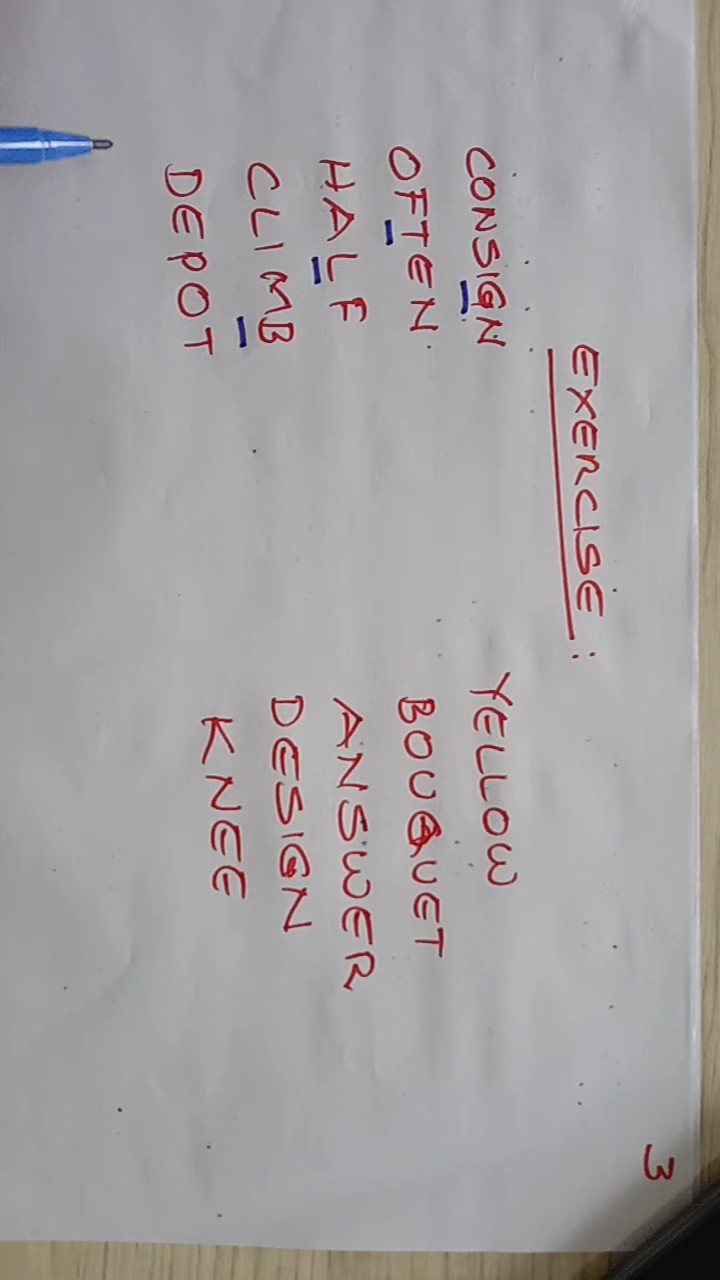 3
EXERCISE:
CONSIGN YELLOW
OFTEN BOUQUET
HALF ANSWER
CLIMB DESIGN
DEPOT KNEE